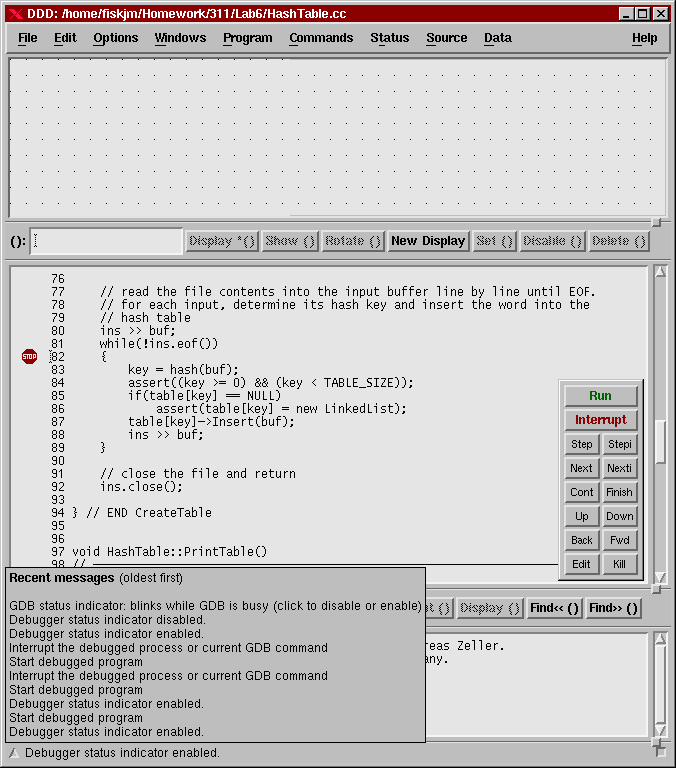 DDD: /home/fiskjm/Homework/311/Lab6/HashTable.cc
File Edit Options Windows Program Commands Status Source Data Help
(): Display *() Show () Rotate () New Display Set () Disable () Delete ()
76
77 // read the file contents into the input buffer line by line until EOF.
78 // for each input, determine its hash key and insert the word into the
79 // hash table
80 ins >> buf;
81 while(!ins.eof())
STOP 82 {
83 key = hash(buf);
84 assert((key >= 0) && (key < TABLE_SIZE));
85 if(table[key] == NULL)
86 assert(table[key] = new LinkedList);
87 table[key]->Insert(buf);
88 ins >> buf;
89 }
90
91 // close the file and return
92 ins.close();
93
94 } // END CreateTable
95
96
97 void HashTable::PrintTable()
98 //
Run
Interrupt
Step Stepi
Next Nexti
Cont Finish
Up Down
Back Fwd
Edit Kill
Display () Find<< () Find>> ()
Recent messages (oldest first)
GDB status indicator: blinks while GDB is busy (click to disable or enable)
Debugger status indicator disabled.
Debugger status indicator enabled.
Interrupt the debugged process or current GDB command
Start debugged program
Interrupt the debugged process or current GDB command
Start debugged program
Debugger status indicator enabled.
Start debugged program
Debugger status indicator enabled.
reas Zeller.
any.
Debugger status indicator enabled.